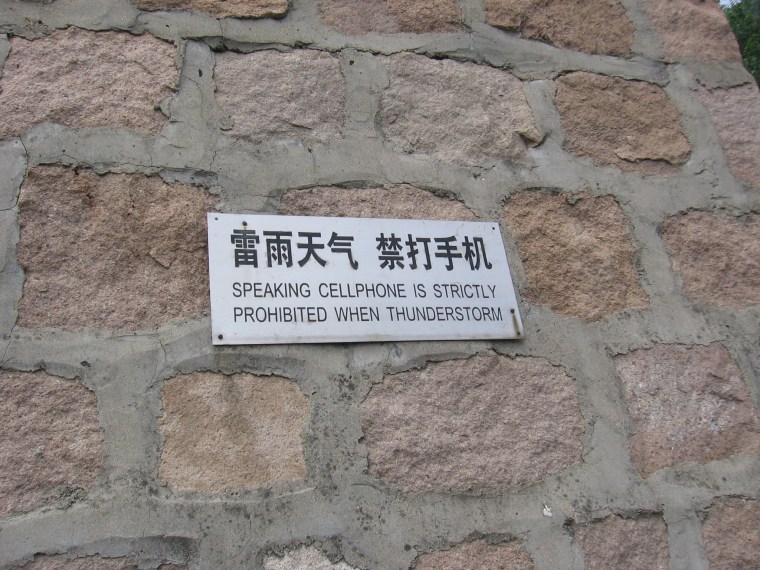 雷雨天气 禁打手机
SPEAKING CELLPHONE IS STRICTLY
PROHIBITED WHEN THUNDERSTORM